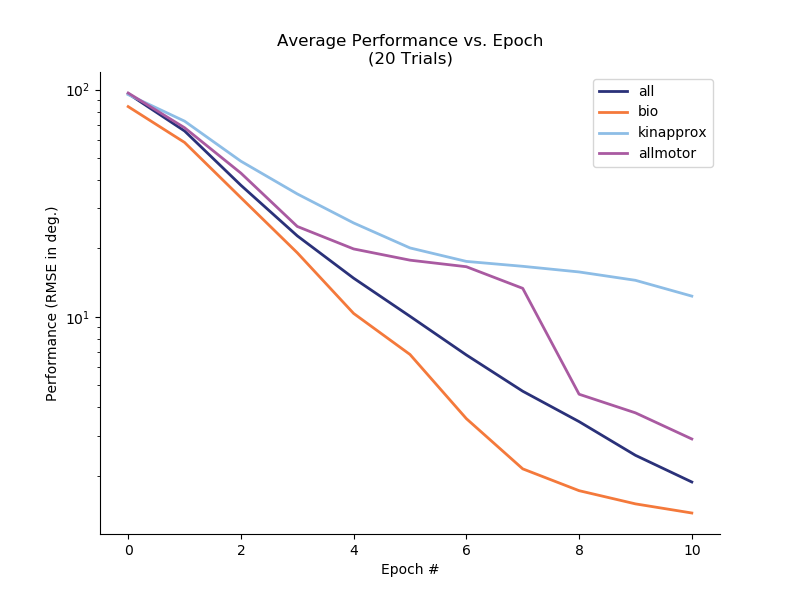 Average Performance vs. Epoch
(20 Trials)
all
bio
kinapprox
allmotor
10²
10¹
Performance (RMSE in deg.)
0 2 4 6 8 10
Epoch #